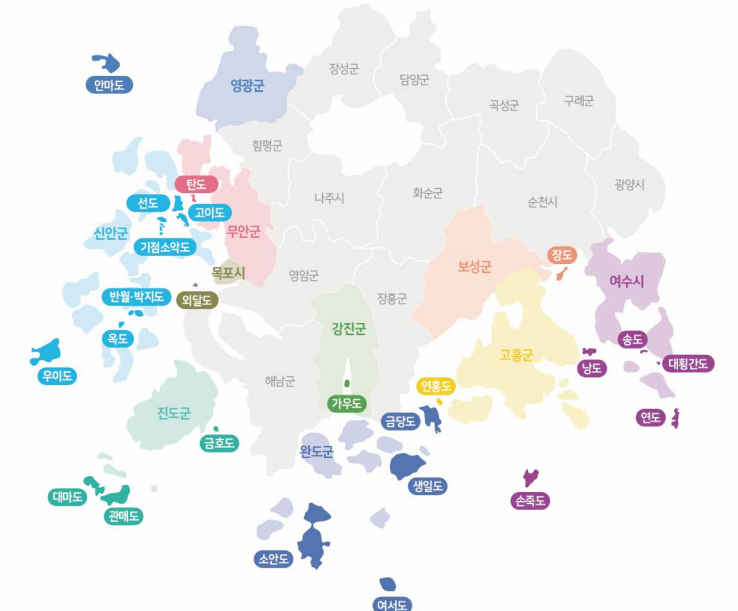 안마도
영광군
장성군
담양군
곡성군
구례군
함평군
탄도
선도
고이도
신안군
기점소악도
무안군
나주시
화순군
순천시
광양시
목포시
영암군
보성군
장도
여수시
반월·박지도
외달도
장흥군
옥도
강진군
고흥군
송도
대횡간도
낭도
우이도
해남군
연홍도
가우도
진도군
금당도
연도
금호도
완도군
생일도
대마도
관매도
손죽도
소안도
여서도